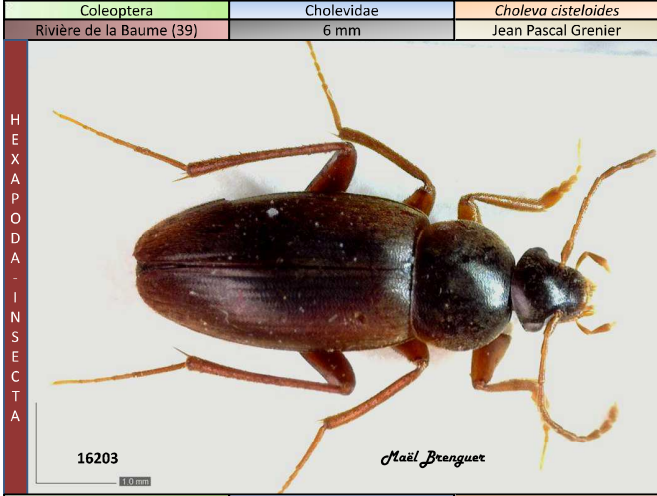 Coleoptera
Cholevidae
Choleva cisteloides
Rivière de la Baume (39)
6 mm
Jean Pascal Grenier
HEXAPODA - INSECTA
16203
1.0 mm
Maël Brenguer